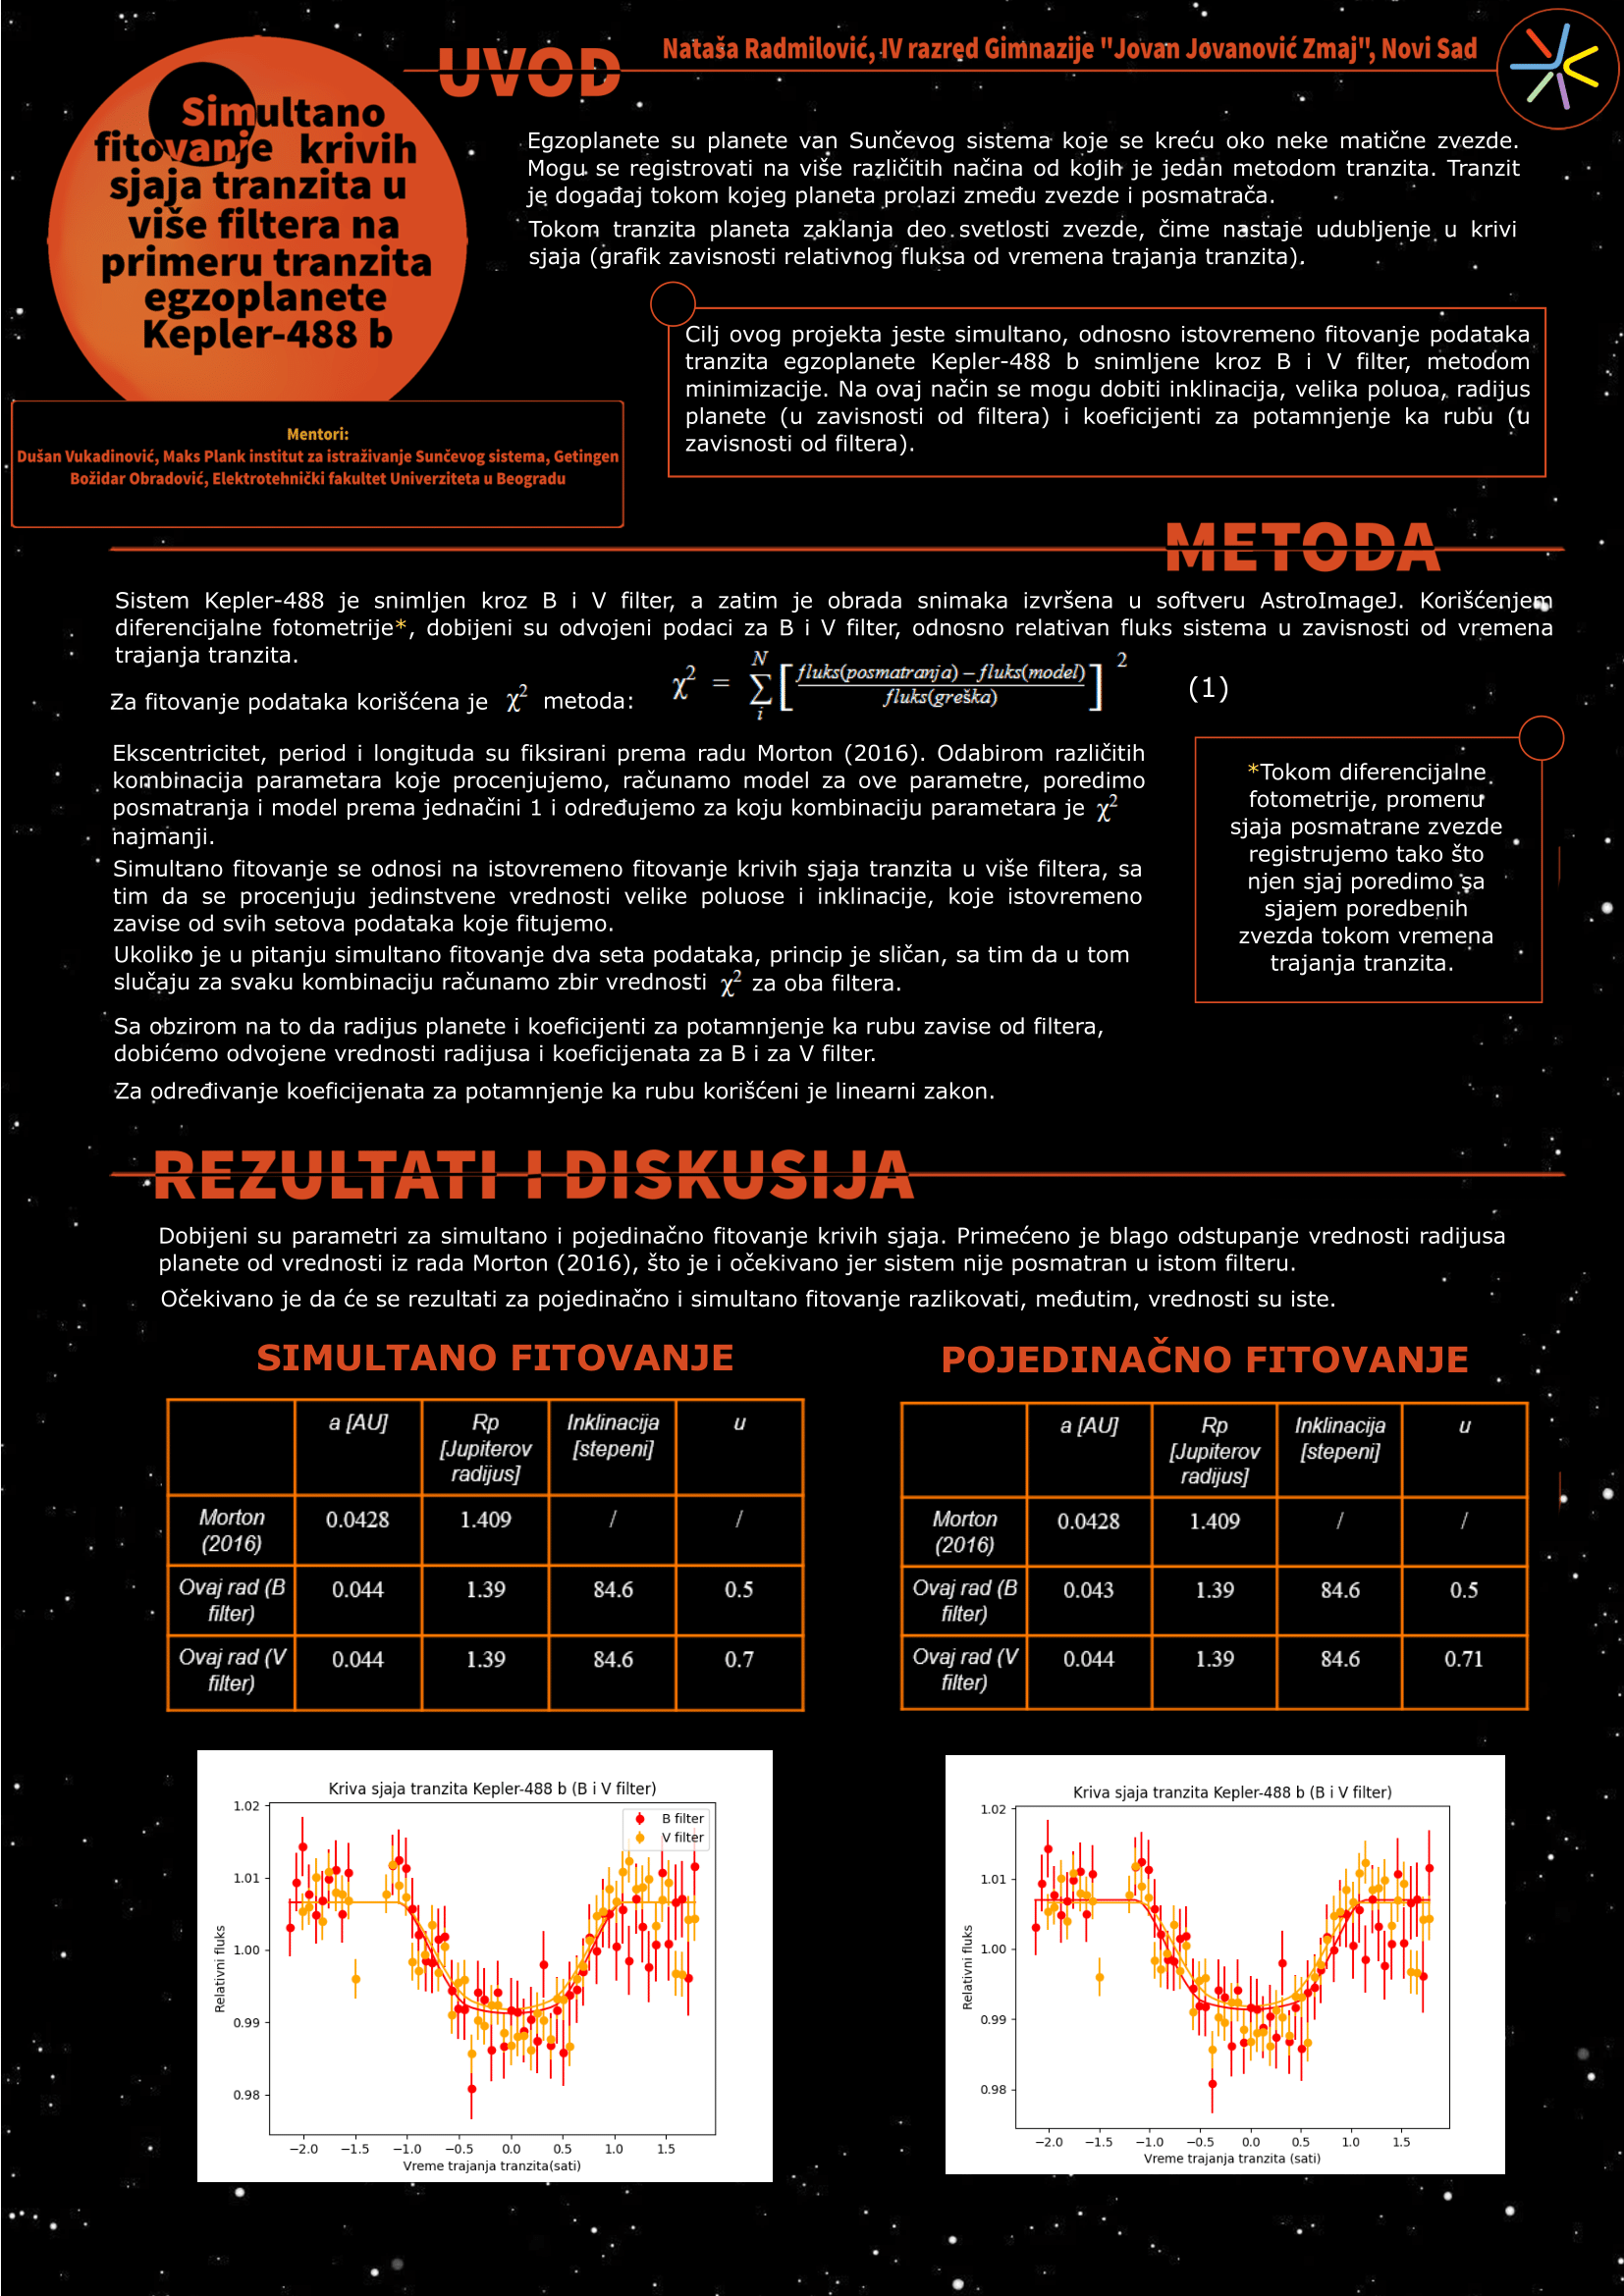 Simultano
fitovanje krivih
sjaja tranzita u
više filtera na
primeru tranzita
egzoplanete
Kepler-488 b
Mentori:
Dušan Vukadinović, Maks Plank institut za istraživanje Sunčevog sistema, Getingen
Božidar Obradović, Elektrotehnički fakultet Univerziteta u Beogradu
UVOD
Nataša Radmilović, IV razred Gimnazije "Jovan Jovanović Zmaj", Novi Sad
Egzoplanete su planete van Sunčevog sistema koje se kreću oko neke matične zvezde.
Mogu se registrovati na više različitih načina od kojih je jedan metodom tranzita. Tranzit
je događaj tokom kojeg planeta prolazi između zvezde i posmatrača.
Tokom tranzita planeta zaklanja deo svetlosti zvezde, čime nastaje udubljenje u krivi
sjaja (grafik zavisnosti relativnog fluksa od vremena trajanja tranzita).
Cilj ovog projekta jeste simultano, odnosno istovremeno fitovanje podataka
tranzita egzoplanete Kepler-488 b snimljene kroz B i V filter, metodom
minimizacije. Na ovaj način se mogu dobiti inklinacija, velika poluoa, radijus
planete (u zavisnosti od filtera) i koeficijenti za potamnjenje ka rubu (u
zavisnosti od filtera).
METODA
Sistem Kepler-488 je snimljen kroz B i V filter, a zatim je obrada snimaka izvršena u softveru AstroImageJ. Korišćenjem
diferencijalne fotometrije*, dobijeni su odvojeni podaci za B i V filter, odnosno relativan fluks sistema u zavisnosti od vremena
trajanja tranzita.
Za fitovanje podataka korišćena je χ² metoda: χ² = N ∑ i [ fluks(posmatranja) – fluks(model) / fluks(greška) ] 2 (1)
Ekscentricitet, period i longituda su fiksirani prema radu Morton (2016). Odabirom različitih
kombinacija parametara koje procenjujemo, računamo model za ove parametre, poredimo
posmatranja i model prema jednačini 1 i određujemo za koju kombinaciju parametara je χ²
najmanji.
Simultano fitovanje se odnosi na istovremeno fitovanje krivih sjaja tranzita u više filtera, sa
tim da se procenjuju jedinstvene vrednosti velike poluose i inklinacije, koje istovremeno
zavise od svih setova podataka koje fitujemo.
Ukoliko je u pitanju simultano fitovanje dva seta podataka, princip je sličan, sa tim da u tom
slučaju za svaku kombinaciju računamo zbir vrednosti χ² za oba filtera.
Sa obzirom na to da radijus planete i koeficijenti za potamnjenje ka rubu zavise od filtera,
dobićemo odvojene vrednosti radijusa i koeficijenata za B i za V filter.
Za određivanje koeficijenata za potamnjenje ka rubu korišćeni je linearni zakon.
*Tokom diferencijalne
fotometrije, promenu
sjaja posmatrane zvezde
registrujemo tako što
njen sjaj poredimo sa
sjajem poredbenih
zvezda tokom vremena
trajanja tranzita.
REZULTATI I DISKUSIJA
Dobijeni su parametri za simultano i pojedinačno fitovanje krivih sjaja. Primećeno je blago odstupanje vrednosti radijusa
planete od vrednosti iz rada Morton (2016), što je i očekivano jer sistem nije posmatran u istom filteru.
Očekivano je da će se rezultati za pojedinačno i simultano fitovanje razlikovati, međutim, vrednosti su iste.
SIMULTANO FITOVANJE
a [AU] Rp [Jupiterov radijus] Inklinacija [stepeni] u
Morton (2016) 0.0428 1.409 / /
Ovaj rad (B filter) 0.044 1.39 84.6 0.5
Ovaj rad (V filter) 0.044 1.39 84.6 0.7
POJEDINAČNO FITOVANJE
a [AU] Rp [Jupiterov radijus] Inklinacija [stepeni] u
Morton (2016) 0.0428 1.409 / /
Ovaj rad (B filter) 0.043 1.39 84.6 0.5
Ovaj rad (V filter) 0.044 1.39 84.6 0.71
Kriva sjaja tranzita Kepler-488 b (B i V filter)
B filter
V filter
Relativni fluks
1.02
1.01
1.00
0.99
0.98
−2.0 −1.5 −1.0 −0.5 0.0 0.5 1.0 1.5
Vreme trajanja tranzita(sati)
Kriva sjaja tranzita Kepler-488 b (B i V filter)
Relativni fluks
1.02
1.01
1.00
0.99
0.98
−2.0 −1.5 −1.0 −0.5 0.0 0.5 1.0 1.5
Vreme trajanja tranzita (sati)